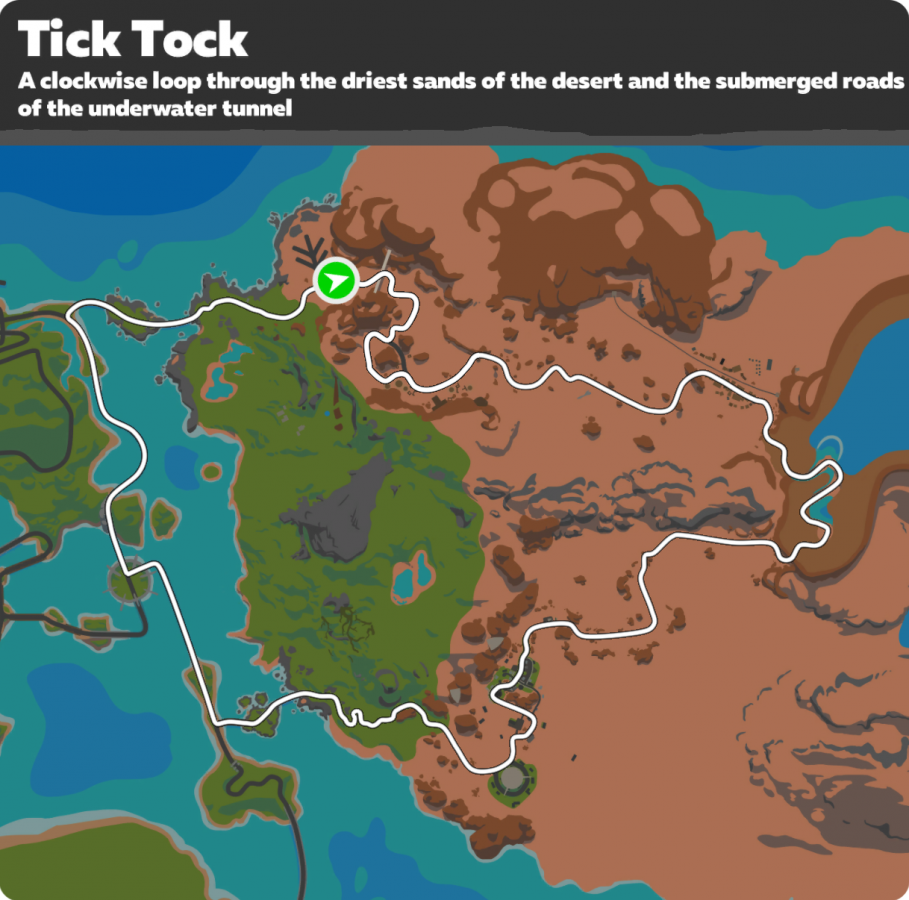 Tick Tock
A clockwise loop through the driest sands of the desert and the submerged roads
of the underwater tunnel